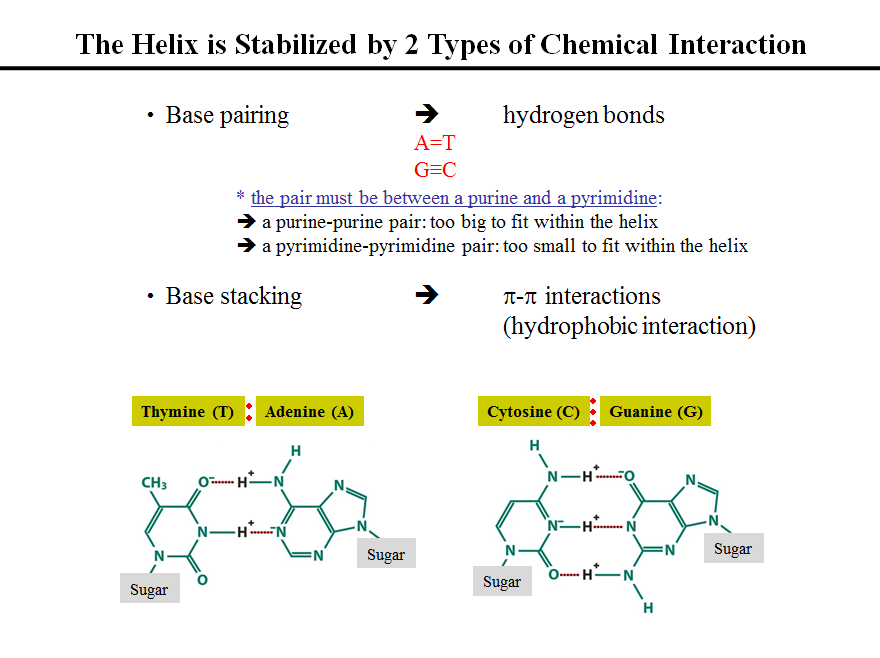 The Helix is Stabilized by 2 Types of Chemical Interaction
• Base pairing ➔ hydrogen bonds
A=T
G≡C
* the pair must be between a purine and a pyrimidine:
➔ a purine-purine pair: too big to fit within the helix
➔ a pyrimidine-pyrimidine pair: too small to fit within the helix
• Base stacking ➔ π-π interactions
(hydrophobic interaction)
Thymine (T) : Adenine (A)
Cytosine (C) ⋮ Guanine (G)
H
CH₃ O⁻ H⁺ N N
N H⁺ ⁻N N
N N
O
Sugar
Sugar
H
N H⁺ ⁻O N
N⁻ H⁺ N N
N N
O H⁺ N
H
Sugar
Sugar